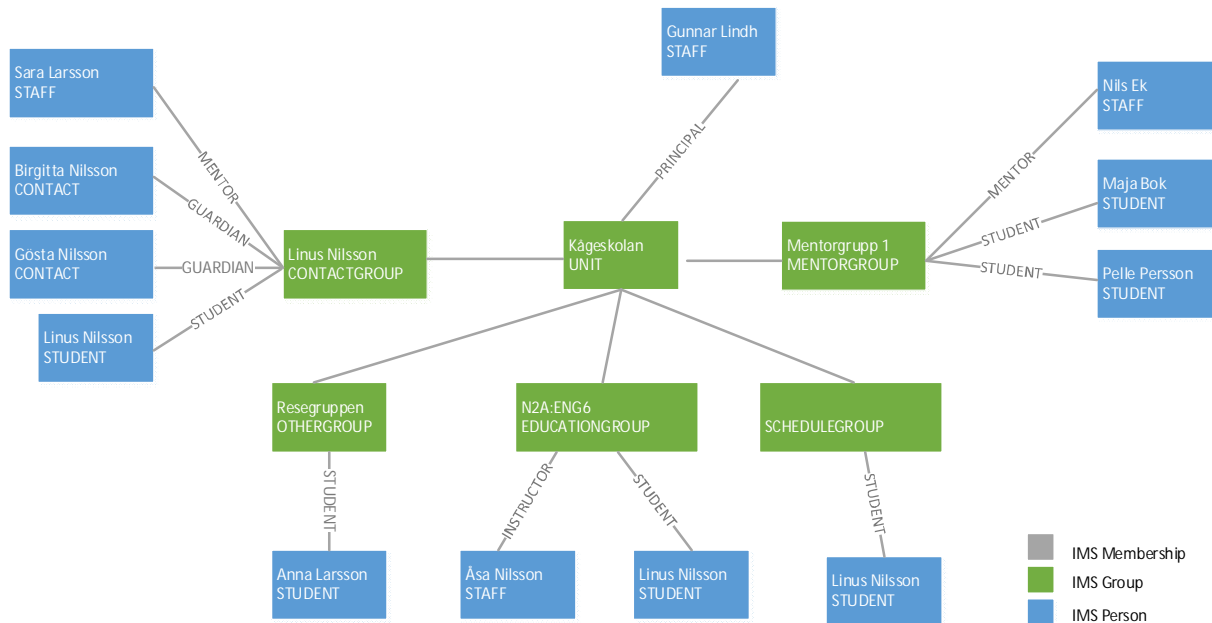 Gunnar Lindh
STAFF
Sara Larsson
STAFF
Nils Ek
STAFF
PRINCIPAL
MENTOR
MENTOR
Birgitta Nilsson
CONTACT
Maja Bok
STUDENT
GUARDIAN
STUDENT
Gösta Nilsson
CONTACT
GUARDIAN
Linus Nilsson
CONTACTGROUP
Kågeskolan
UNIT
Mentorgrupp 1
MENTORGROUP
STUDENT
Pelle Persson
STUDENT
STUDENT
Linus Nilsson
STUDENT
Resegruppen
OTHERGROUP
N2A:ENG6
EDUCATIONGROUP
SCHEDULEGROUP
STUDENT
INSTRUCTOR
STUDENT
STUDENT
Anna Larsson
STUDENT
Åsa Nilsson
STAFF
Linus Nilsson
STUDENT
Linus Nilsson
STUDENT
IMS Membership
IMS Group
IMS Person